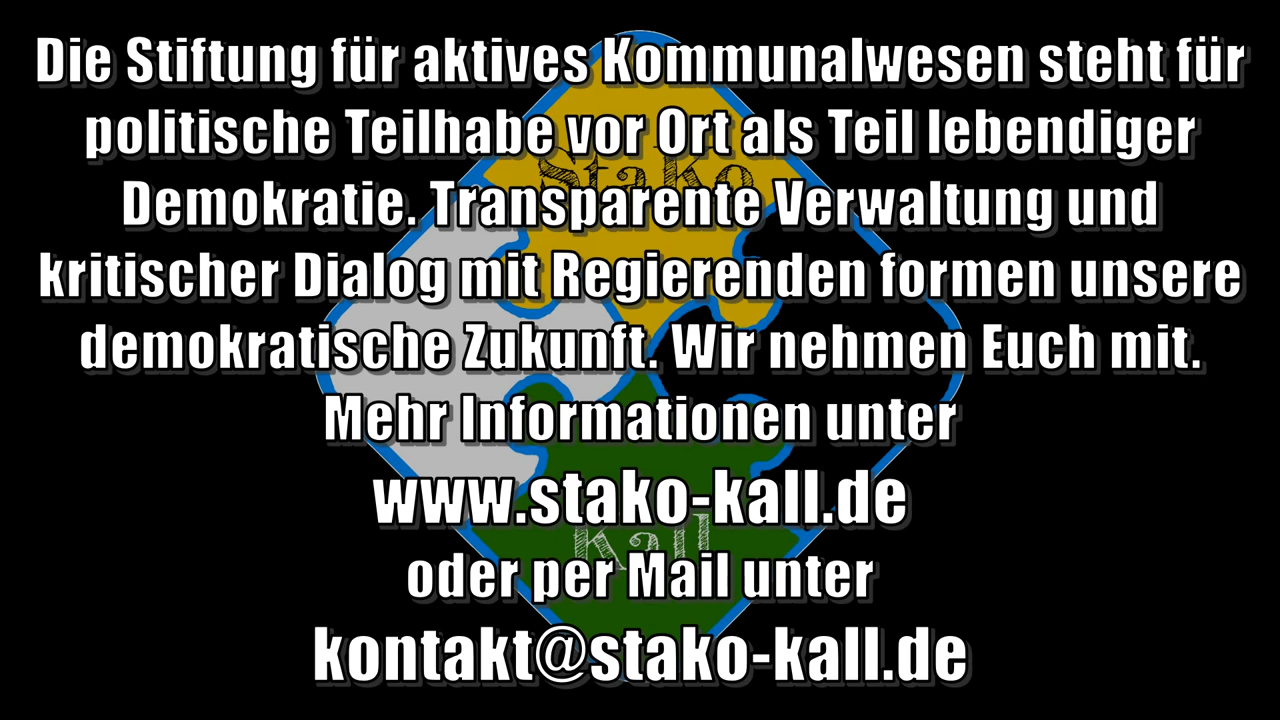 Die Stiftung für aktives Kommunalwesen steht für
politische Teilhabe vor Ort als Teil lebendiger
Stako
Demokratie. Transparente Verwaltung und
kritischer Dialog mit Regierenden formen unsere
demokratische Zukunft. Wir nehmen Euch mit.
Mehr Informationen unter
www.stako-kall.de
Kall
oder per Mail unter
kontakt@stako-kall.de